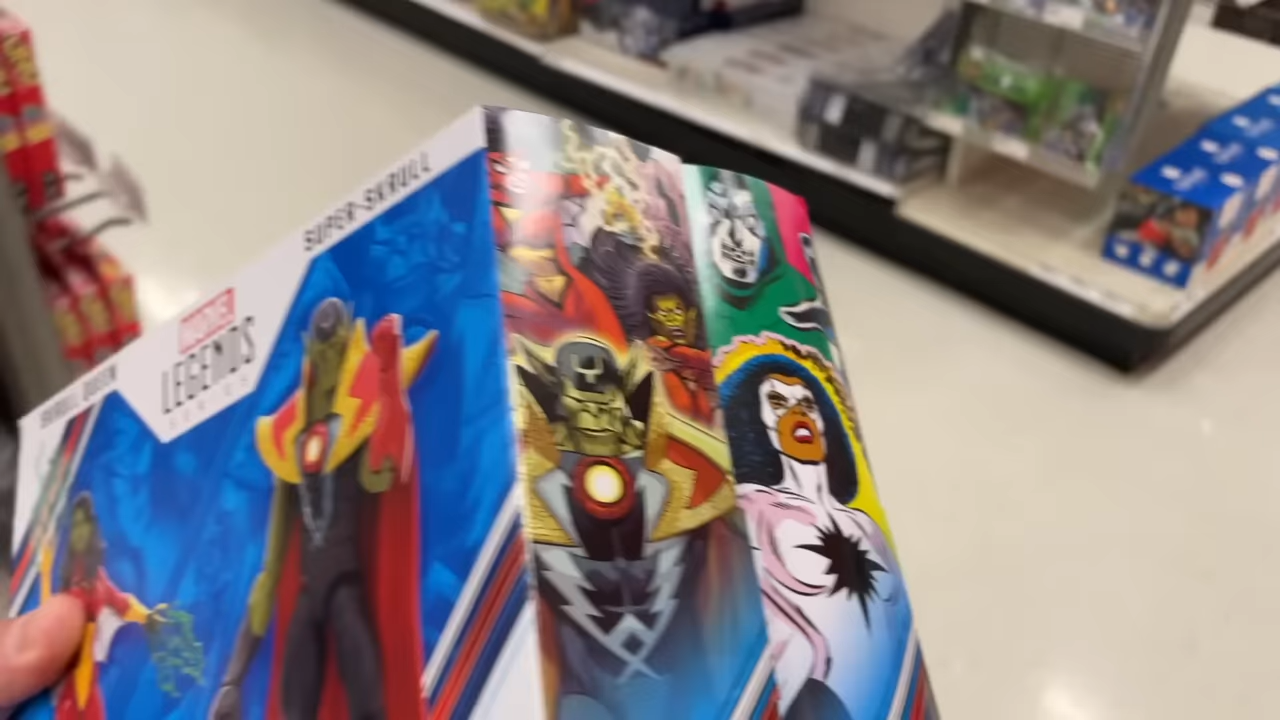 SUPER-SKRULL
MARVEL
LEGENDS
SERIES
SKRULL QUEEN